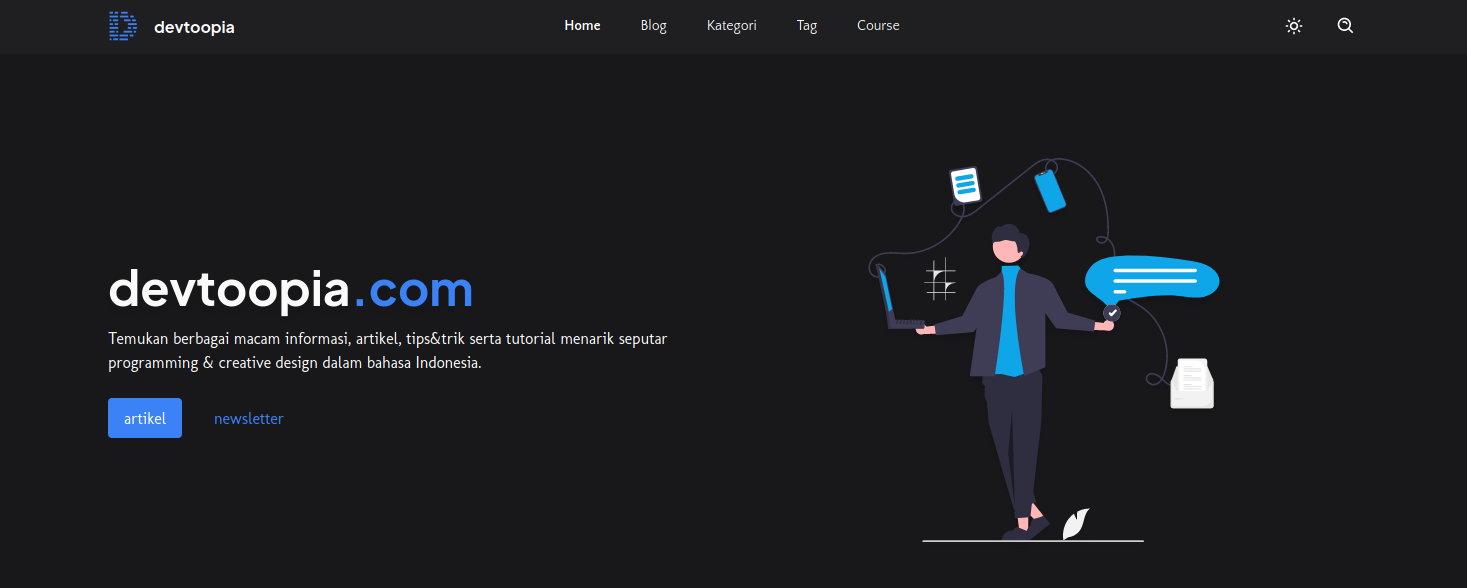 devtoopia
Home
Blog
Kategori
Tag
Course
devtoopia.com
Temukan berbagai macam informasi, artikel, tips&trik serta tutorial menarik seputar
programming & creative design dalam bahasa Indonesia.
artikel
newsletter